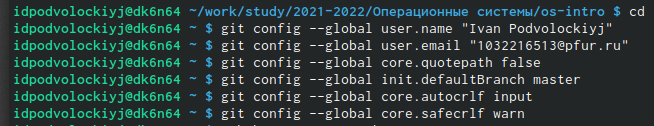 idpodvolockiyj@dk6n64 ~/work/study/2021-2022/Операционные системы/os-intro $ cd
idpodvolockiyj@dk6n64 ~ $ git config --global user.name "Ivan Podvolockiyj"
idpodvolockiyj@dk6n64 ~ $ git config --global user.email "1032216513@pfur.ru"
idpodvolockiyj@dk6n64 ~ $ git config --global core.quotepath false
idpodvolockiyj@dk6n64 ~ $ git config --global init.defaultBranch master
idpodvolockiyj@dk6n64 ~ $ git config --global core.autocrlf input
idpodvolockiyj@dk6n64 ~ $ git config --global core.safecrlf warn